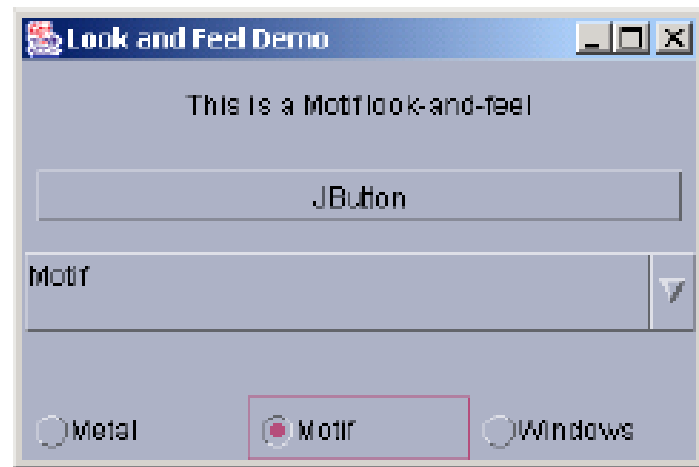 Look and Feel Demo
This is a Motif look-and-feel
JButton
Motif
Metal Motif Windows